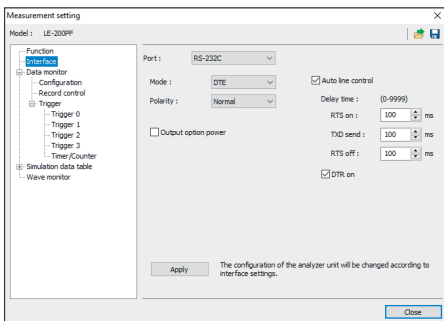 Measurement setting
Model : LE-200PF
Function
Interface
Data monitor
Configuration
Record control
Trigger
Trigger 0
Trigger 1
Trigger 2
Trigger 3
Timer/Counter
Simulation data table
Wave monitor
Port : RS-232C
Mode : DTE
Polarity : Normal
Output option power
Auto line control
Delay time : (0-9999)
RTS on : 100 ms
TXD send : 100 ms
RTS off : 100 ms
DTR on
Apply
The configuration of the analyzer unit will be changed according to
interface settings.
Close